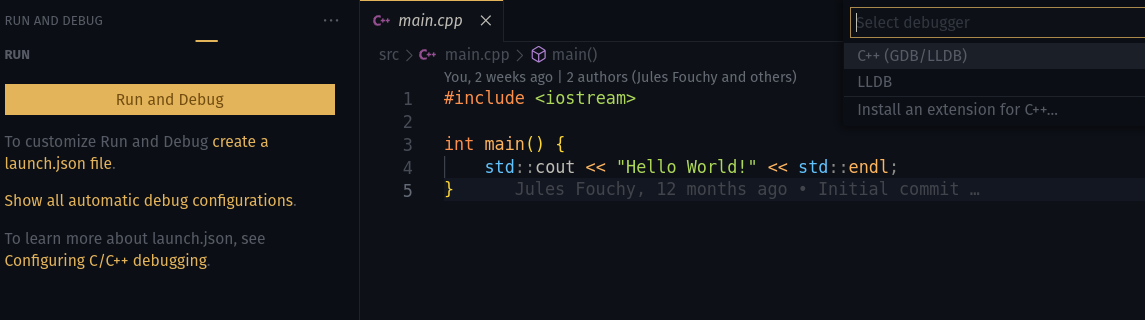 RUN AND DEBUG ···
RUN
Run and Debug
To customize Run and Debug create a
launch.json file.
Show all automatic debug configurations.
To learn more about launch.json, see
Configuring C/C++ debugging.
C++ main.cpp ×
src > C++ main.cpp > main()
You, 2 weeks ago | 2 authors (Jules Fouchy and others)
1 #include <iostream>
2
3 int main() {
4     std::cout << "Hello World!" << std::endl;
5 }      Jules Fouchy, 12 months ago • Initial commit …
Select debugger
C++ (GDB/LLDB)
LLDB
Install an extension for C++...